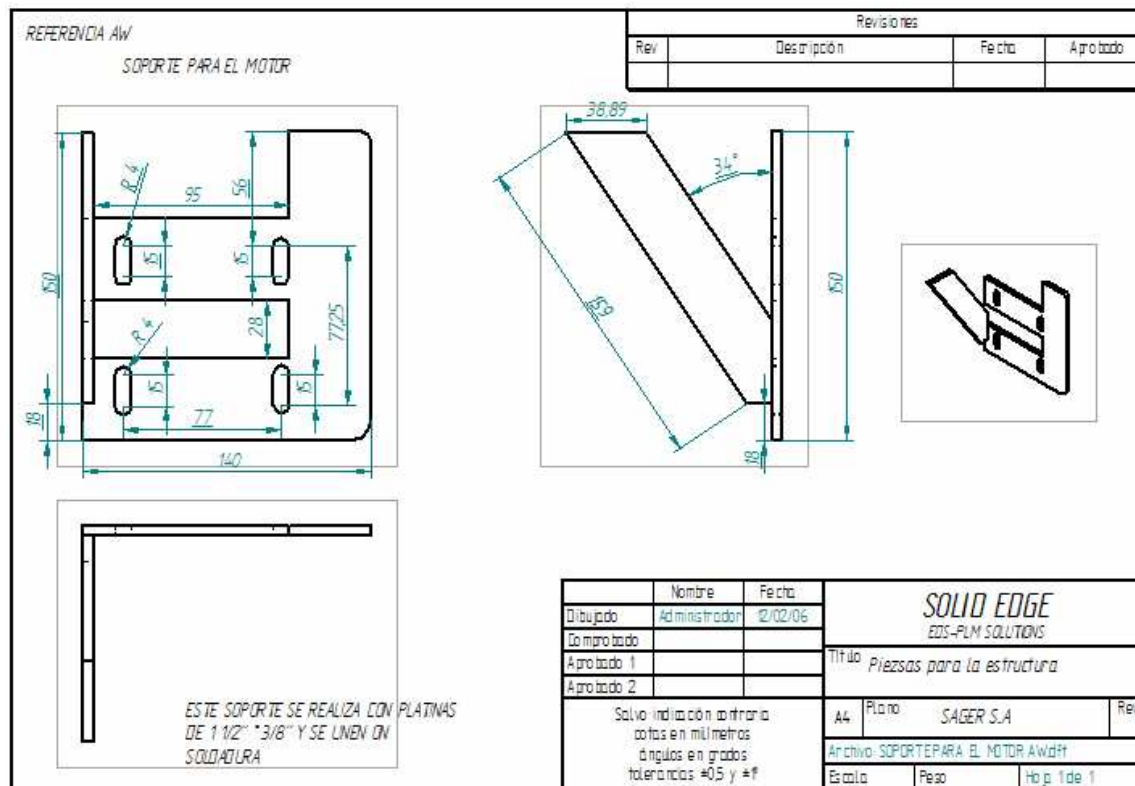 REFERENCIA AW
SOPORTE PARA EL MOTOR
Revisiones
Rev Descripción Fecha Aprobado
38,89
34°
R 4
95
56
15
15
150
28
77,25
R 4
15
15
18
77
140
159
150
18
ESTE SOPORTE SE REALIZA CON PLATINAS
DE 1 1/2" * 3/8" Y SE UNEN ON
SOLDADURA
Nombre Fecha
Dibujado Administrador 12/02/06
Comprobado
Aprobado 1
Aprobado 2
Salvo indicación contraria
cotas en milímetros
ángulos en grados
tolerancias ±0,5 y ±1°
SOLID EDGE
EDS-PLM SOLUTIONS
Título Piezsas para la estructura
A4 Plano SAGER S.A Rev
Archivo: SOPORTE PARA EL MOTOR AW.dft
Escala Peso Hoja 1 de 1